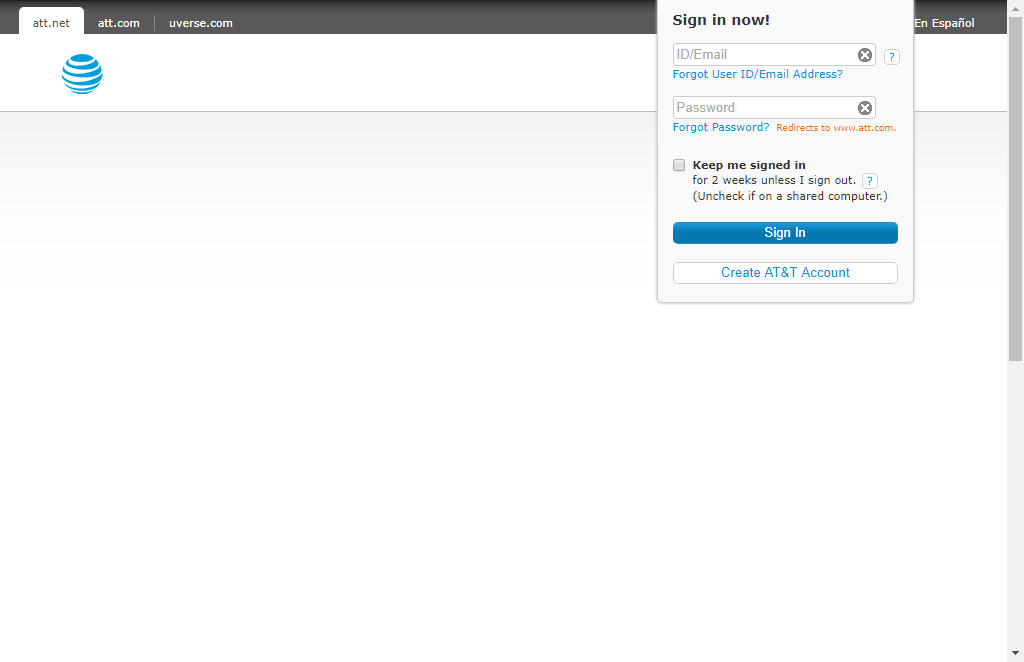 att.net
att.com
uverse.com
En Español
Sign in now!
ID/Email
?
Forgot User ID/Email Address?
Password
Forgot Password? Redirects to www.att.com.
Keep me signed in
for 2 weeks unless I sign out. ?
(Uncheck if on a shared computer.)
Sign In
Create AT&T Account